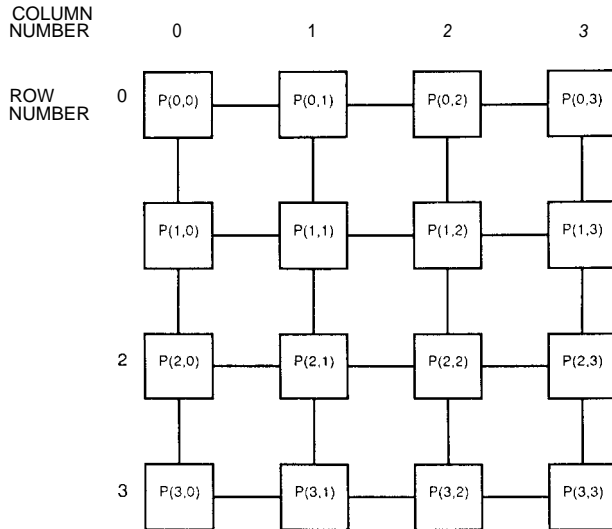 COLUMN
NUMBER 0 1 2 3
ROW
NUMBER 0 P(0,0) P(0,1) P(0,2) P(0,3)
P(1,0) P(1,1) P(1,2) P(1,3)
2 P(2,0) P(2,1) P(2,2) P(2,3)
3 P(3,0) P(3,1) P(3,2) P(3,3)